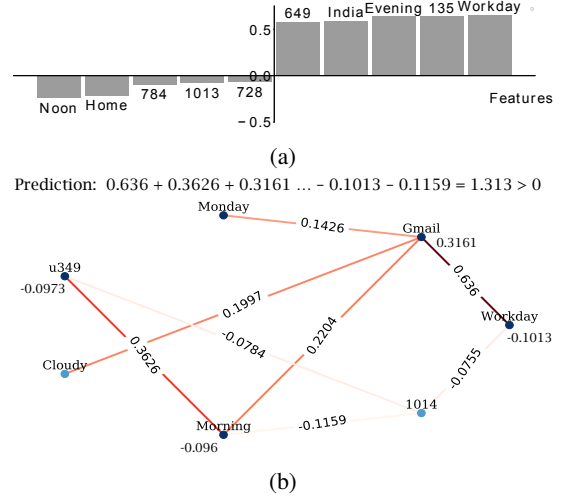 649 India Evening 135 Workday
0.5
0.0
Noon Home 784 1013 728
Features
−0.5
(a)
Prediction: 0.636 + 0.3626 + 0.3161 ... − 0.1013 − 0.1159 = 1.313 > 0
Monday
Gmail
0.1426
0.3161
u349
-0.0973
0.636
0.1997
Workday
-0.1013
0.3626
-0.0784
0.2204
Cloudy
-0.0755
1014
Morning
-0.1159
-0.096
(b)